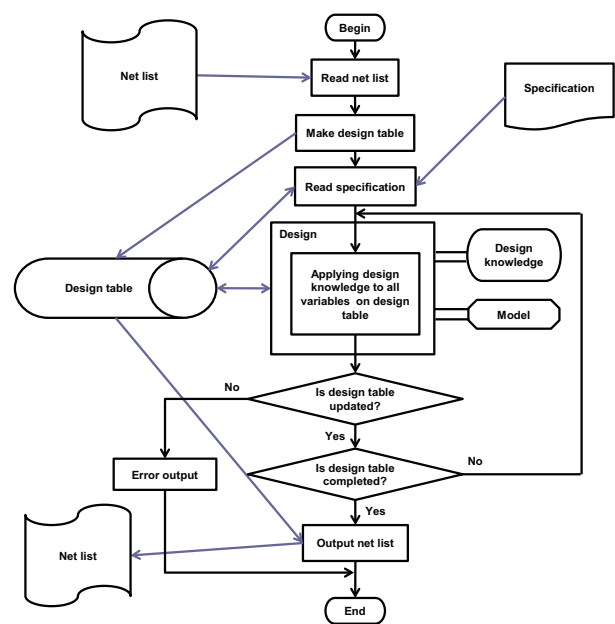 Begin
Net list
Read net list
Specification
Make design table
Read specification
Design
Design
knowledge
Applying design
knowledge to all
variables on design
table
Design table
Model
No
Is design table
updated?
Yes
Error output
Is design table
completed?
No
Yes
Net list
Output net list
End